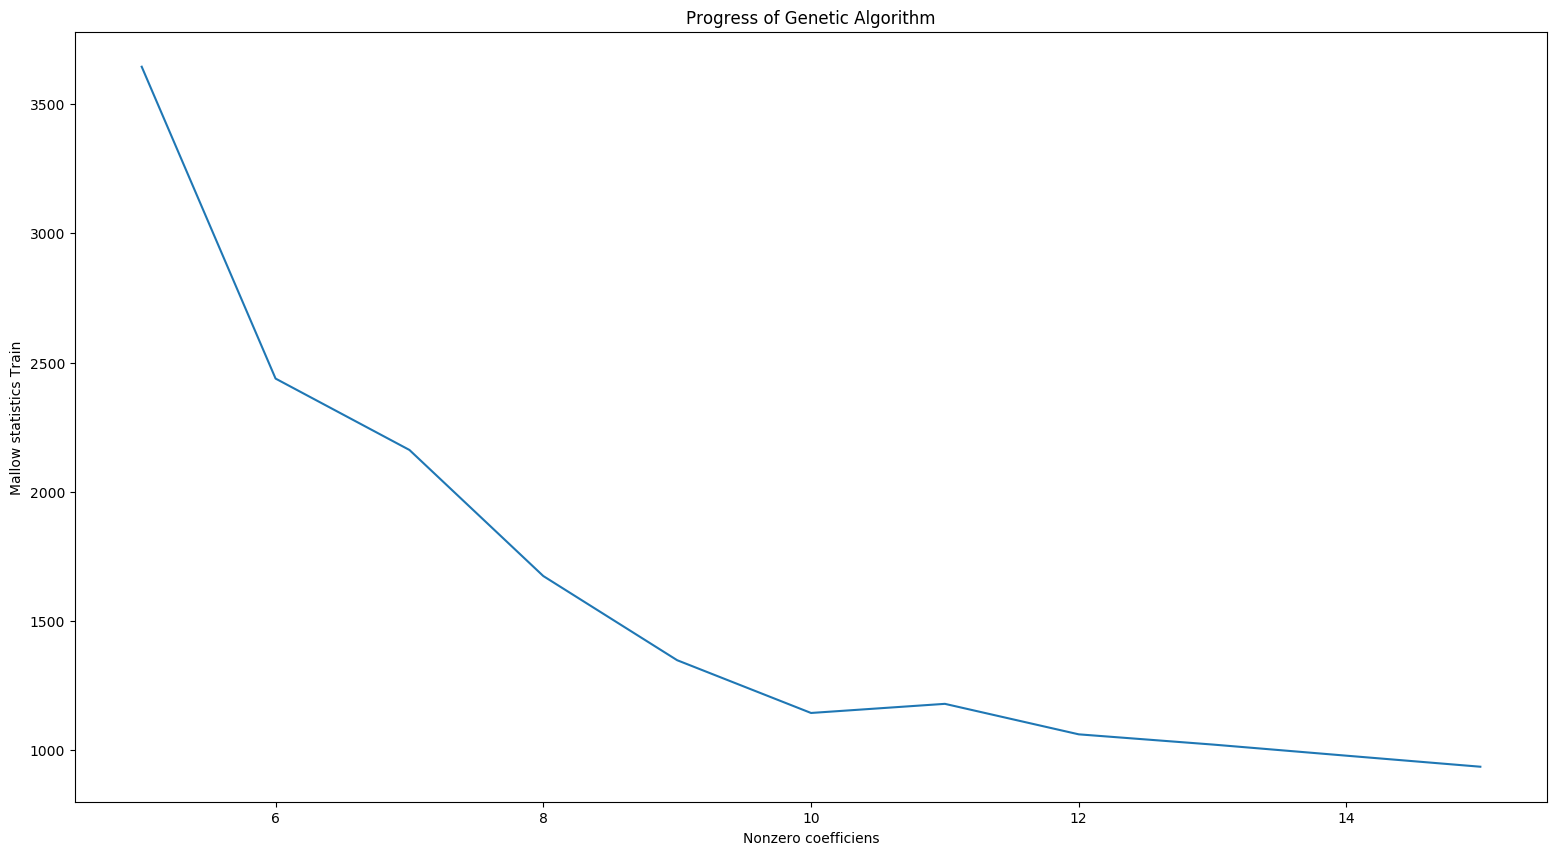 Progress of Genetic Algorithm
3500
3000
2500
2000
1500
1000
Mallow statistics Train
6 8 10 12 14
Nonzero coefficiens